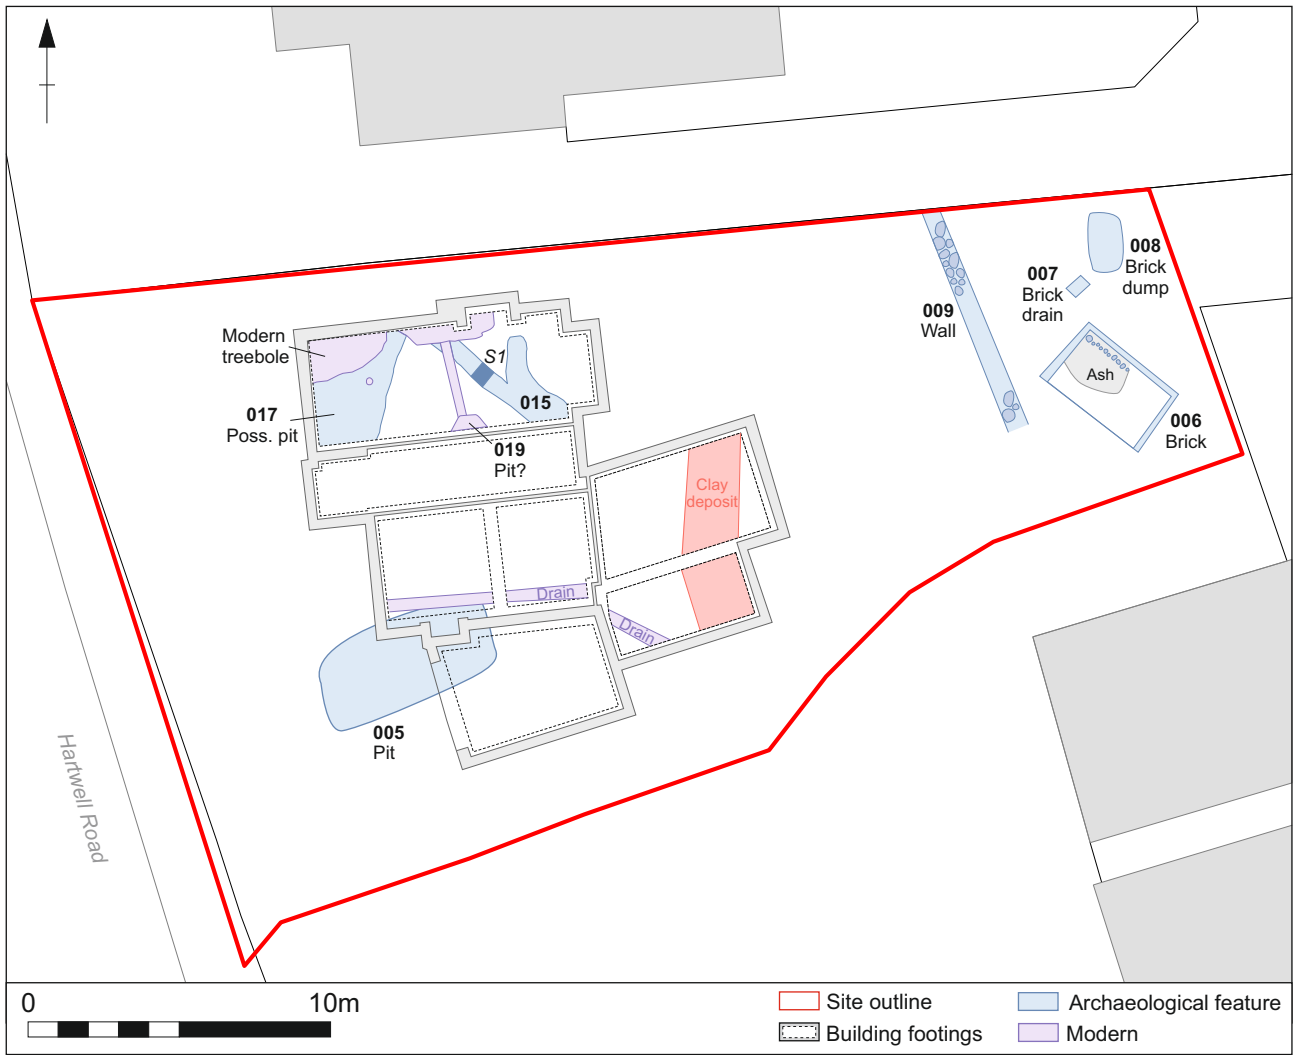 008
Brick
dump
007
Brick
drain
009
Wall
Modern
treebole
S1
Ash
015
017
Poss. pit
006
Brick
019
Pit?
Clay
deposit
Drain
Drain
005
Pit
Hartwell Road
0 10m
Site outline
Archaeological feature
Building footings
Modern